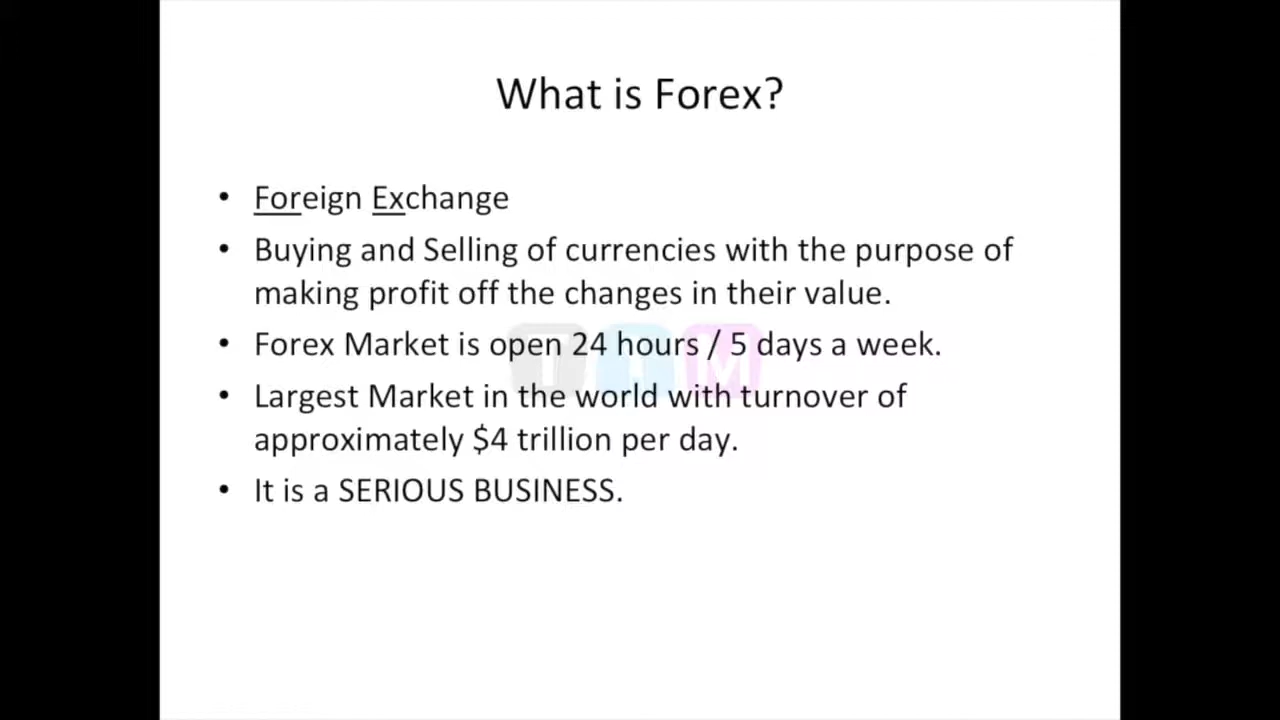 What is Forex?
• Foreign Exchange
• Buying and Selling of currencies with the purpose of
making profit off the changes in their value.
• Forex Market is open 24 hours / 5 days a week.
• Largest Market in the world with turnover of
approximately $4 trillion per day.
• It is a SERIOUS BUSINESS.